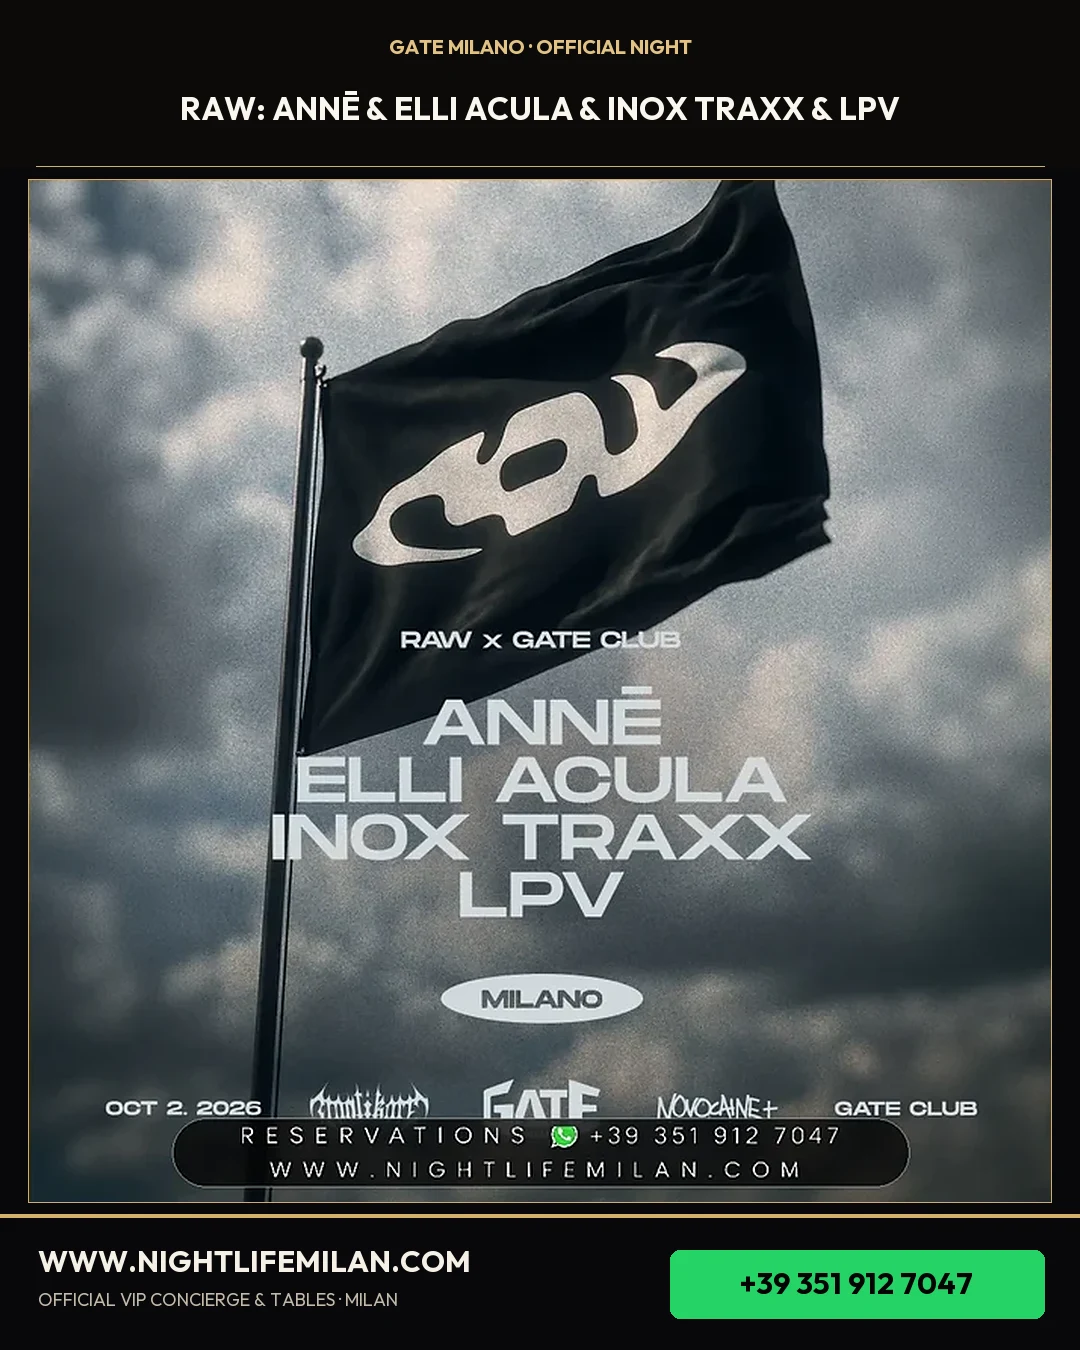 GATE MILANO · OFFICIAL NIGHT
RAW: ANNĒ & ELLI ACULA & INOX TRAXX & LPV
RAW x GATE CLUB
ANNĒ
ELLI ACULA
INOX TRAXX
LPV
MILANO
OCT 2. 2026 GATE NOVOCAINE+ GATE CLUB
RESERVATIONS +39 351 912 7047
WWW.NIGHTLIFEMILAN.COM
WWW.NIGHTLIFEMILAN.COM
OFFICIAL VIP CONCIERGE & TABLES · MILAN
+39 351 912 7047